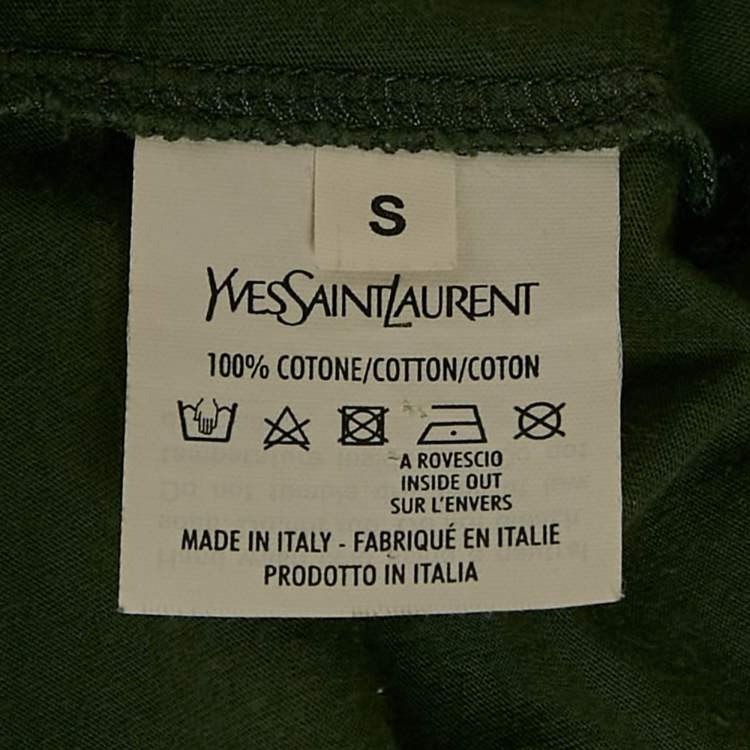 S
YVESSAINTLAURENT
100% COTONE/COTTON/COTON
A ROVESCIO
INSIDE OUT
SUR L'ENVERS
MADE IN ITALY - FABRIQUÉ EN ITALIE
PRODOTTO IN ITALIA